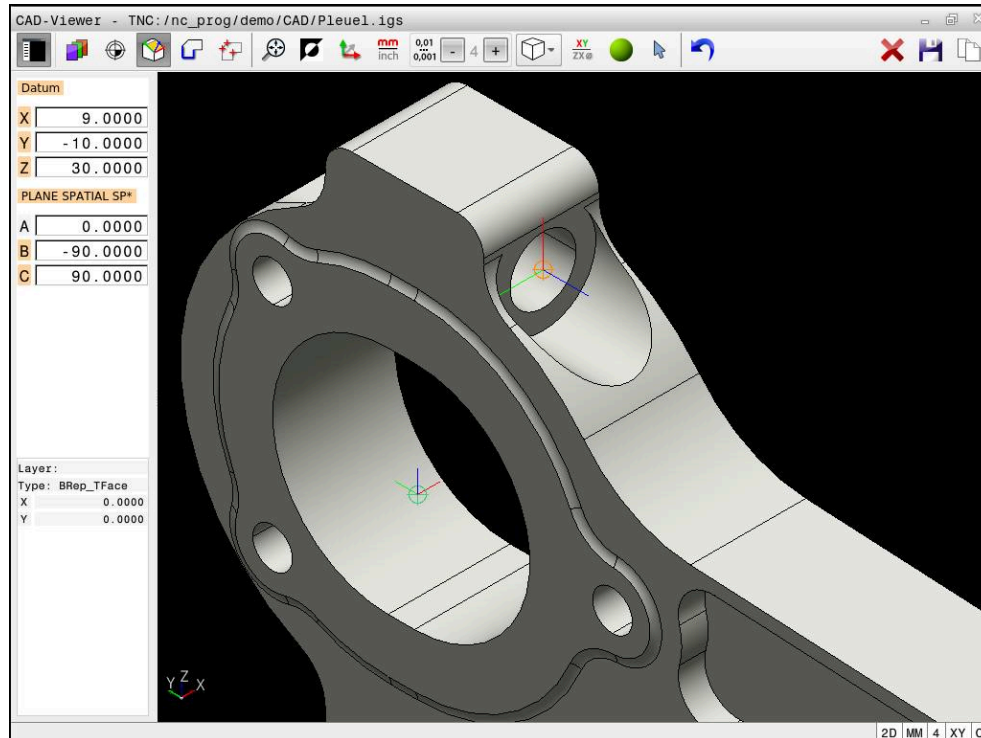 CAD-Viewer - TNC:/nc_prog/demo/CAD/Pleuel.igs
mm
inch
0,01
...
0,001
- 4 +
XY
ZX
Datum
X 9.0000
Y -10.0000
Z 30.0000
PLANE SPATIAL SP*
A 0.0000
B -90.0000
C 90.0000
Layer:
Type: BRep_TFace
X 0.0000
Y 0.0000
Y Z X
2D MM 4 XY